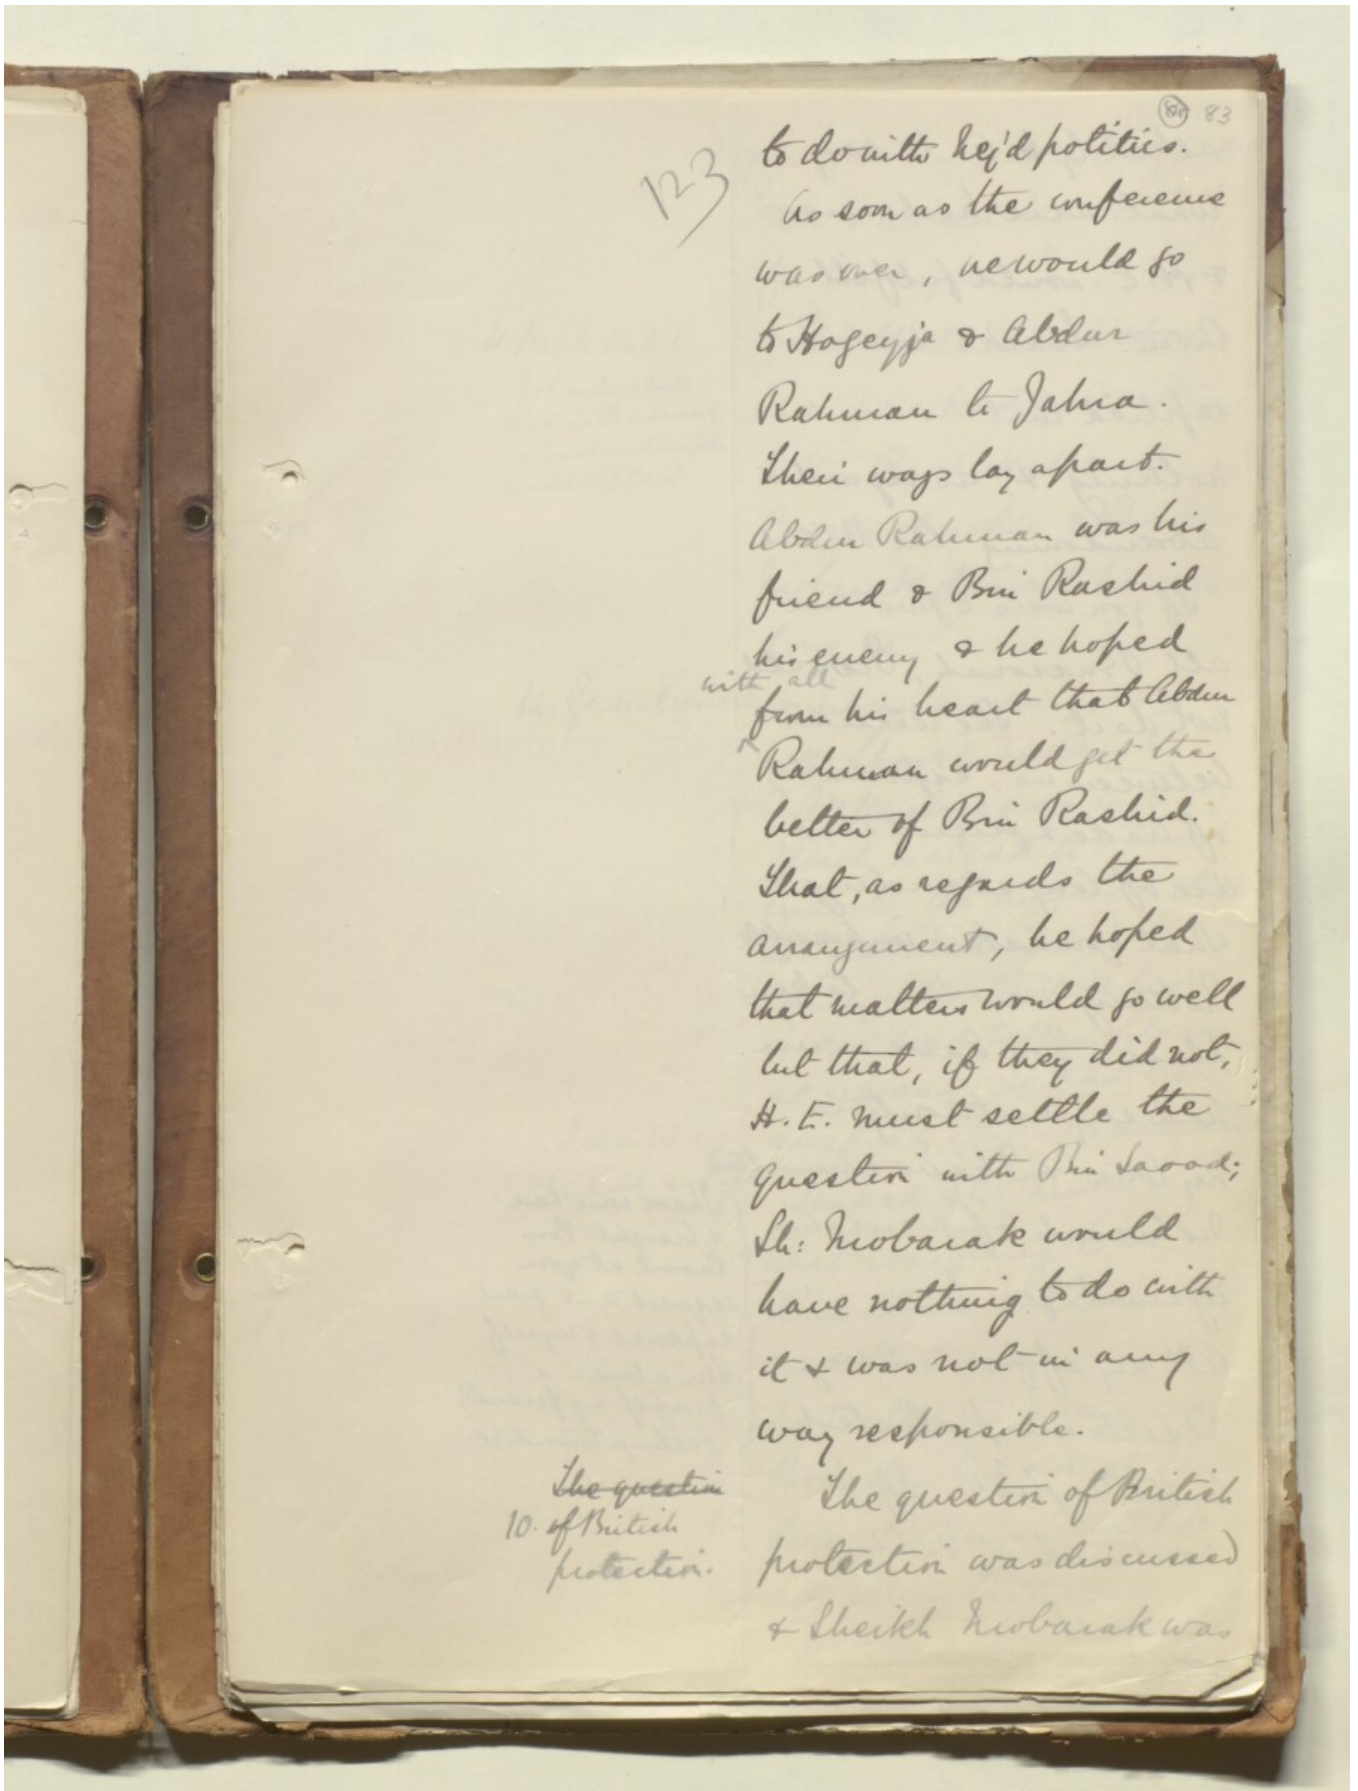 83
123
to do with Nej'd politics.
As soon as the conference
was over, he would go
to Hogeyja & Abdur
Rahman to Jahra.
Their ways lay apart.
Abdur Rahman was his
friend & Bin Rashid
his enemy & he hoped
with all
from his heart that Abdur
Rahman would get the
better of Bin Rashid.
That, as regards the
arrangement, he hoped
that matters would go well
but that, if they did not,
H.E. must settle the
question with Bin Saood;
Sh: Mobarak would
have nothing to do with
it & was not in any
way responsible.
The question
10. of British
protection.
The question of British
protection was discussed
& Sheikh Mobarak was